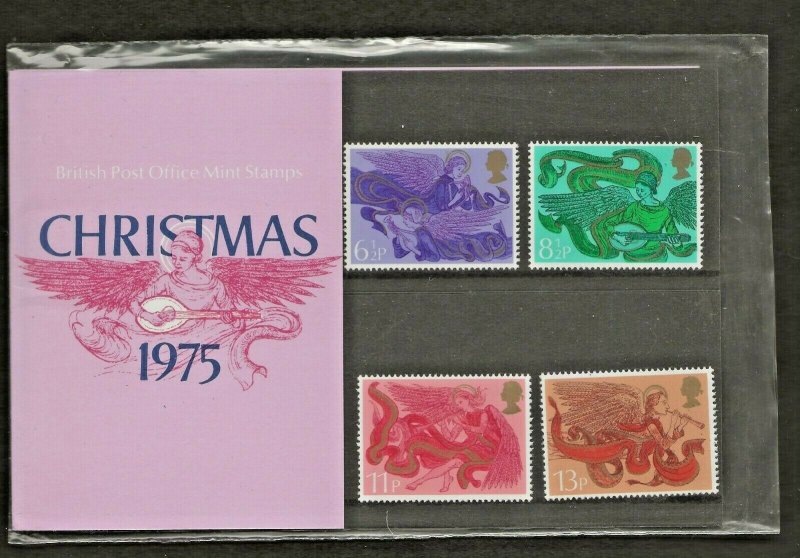 British Post Office Mint Stamps
CHRISTMAS
1975
6½P
8½P
11P
13P